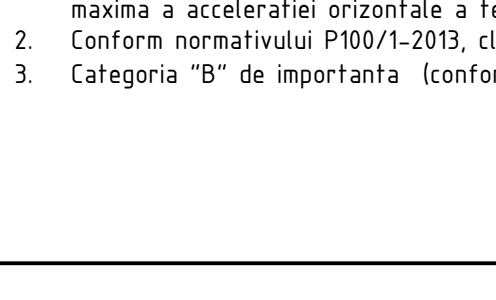 maxima a acceleratiei orizontale a te
2. Conform normativului P100/1-2013, cl
3. Categoria "B" de importanta (confor